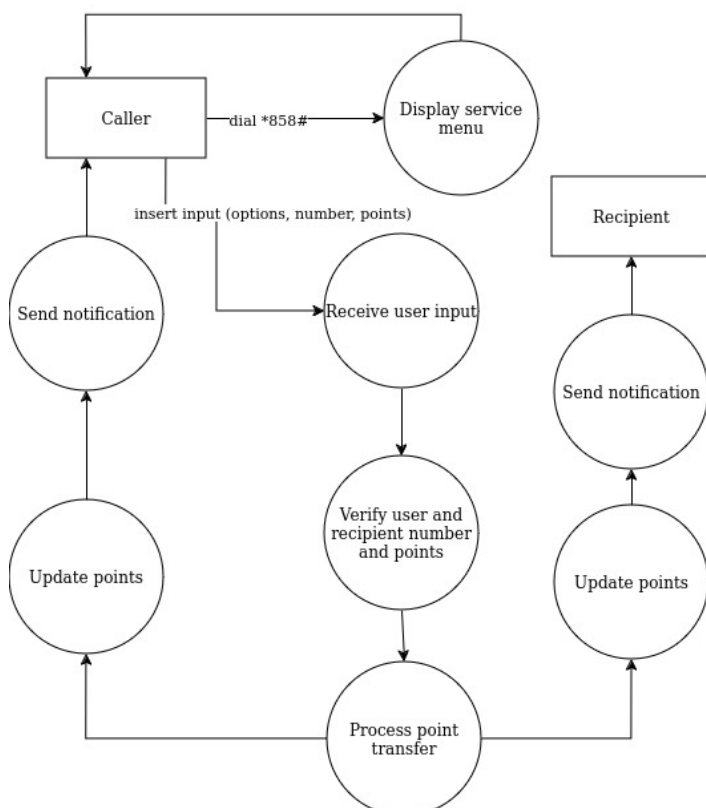 Display service
menu
Caller
dial *858#
insert input (options, number, points)
Recipient
Send notification
Receive user input
Send notification
Verify user and
recipient number
and points
Update points
Update points
Process point
transfer